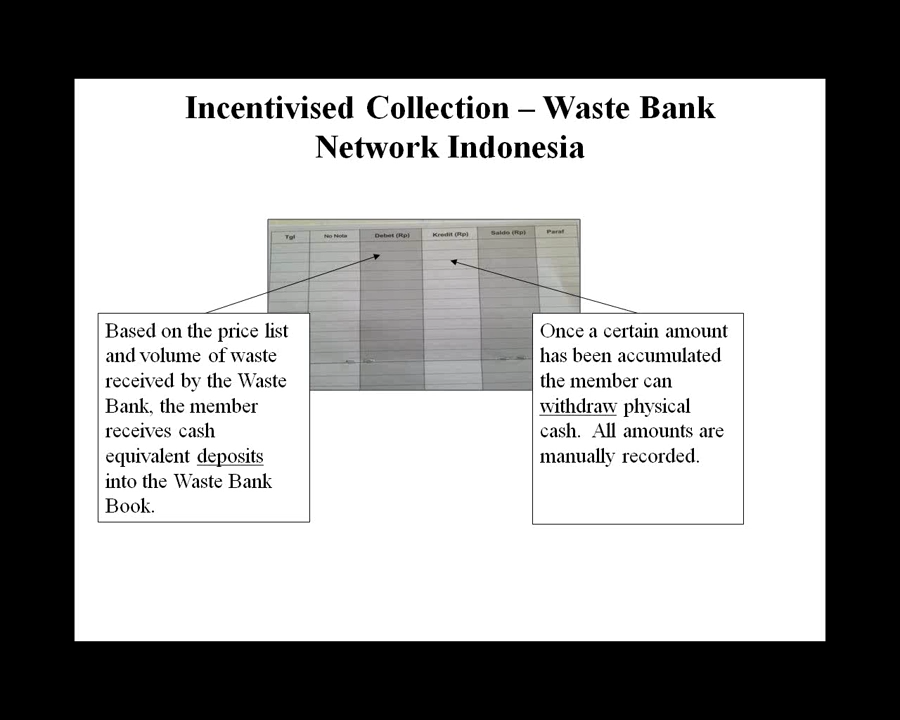 Incentivised Collection – Waste Bank
Network Indonesia
Tgl No Nota Debet (Rp) Kredit (Rp) Saldo (Rp) Paraf
Based on the price list
and volume of waste
received by the Waste
Bank, the member
receives cash
equivalent deposits
into the Waste Bank
Book.
Once a certain amount
has been accumulated
the member can
withdraw physical
cash.  All amounts are
manually recorded.